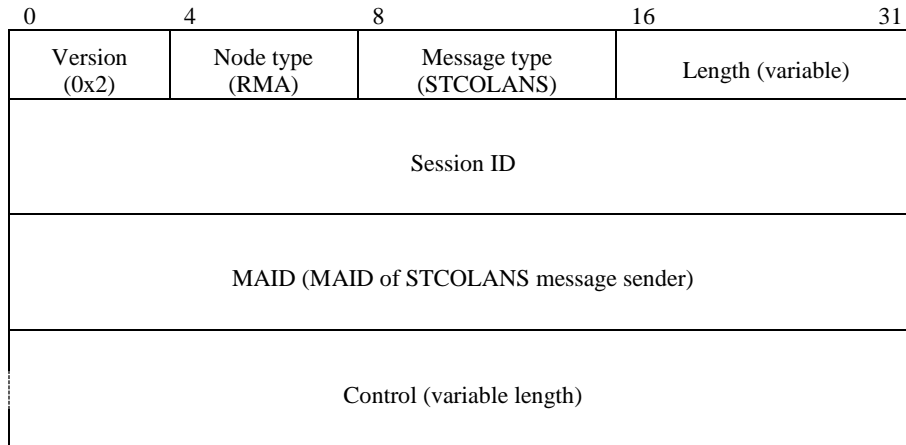 0 4 8 16 31
Version
(0x2)
Node type
(RMA)
Message type
(STCOLANS)
Length (variable)
Session ID
MAID (MAID of STCOLANS message sender)
Control (variable length)